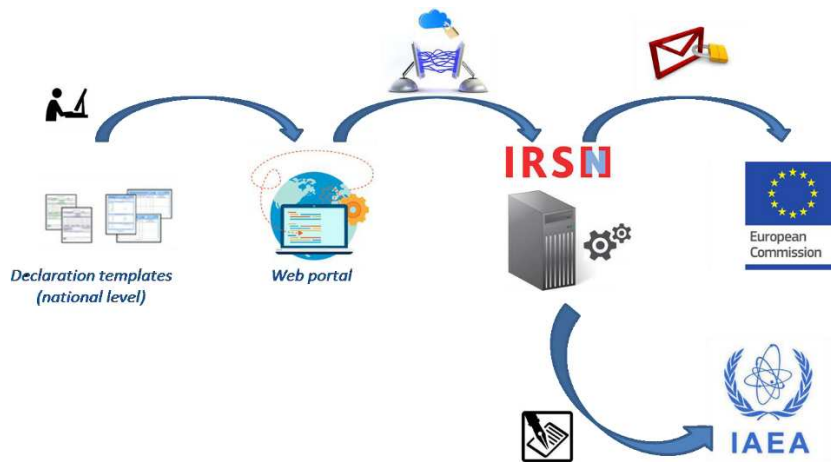 IRSN
European
Commission
Declaration templates
(national level)
Web portal
IAEA